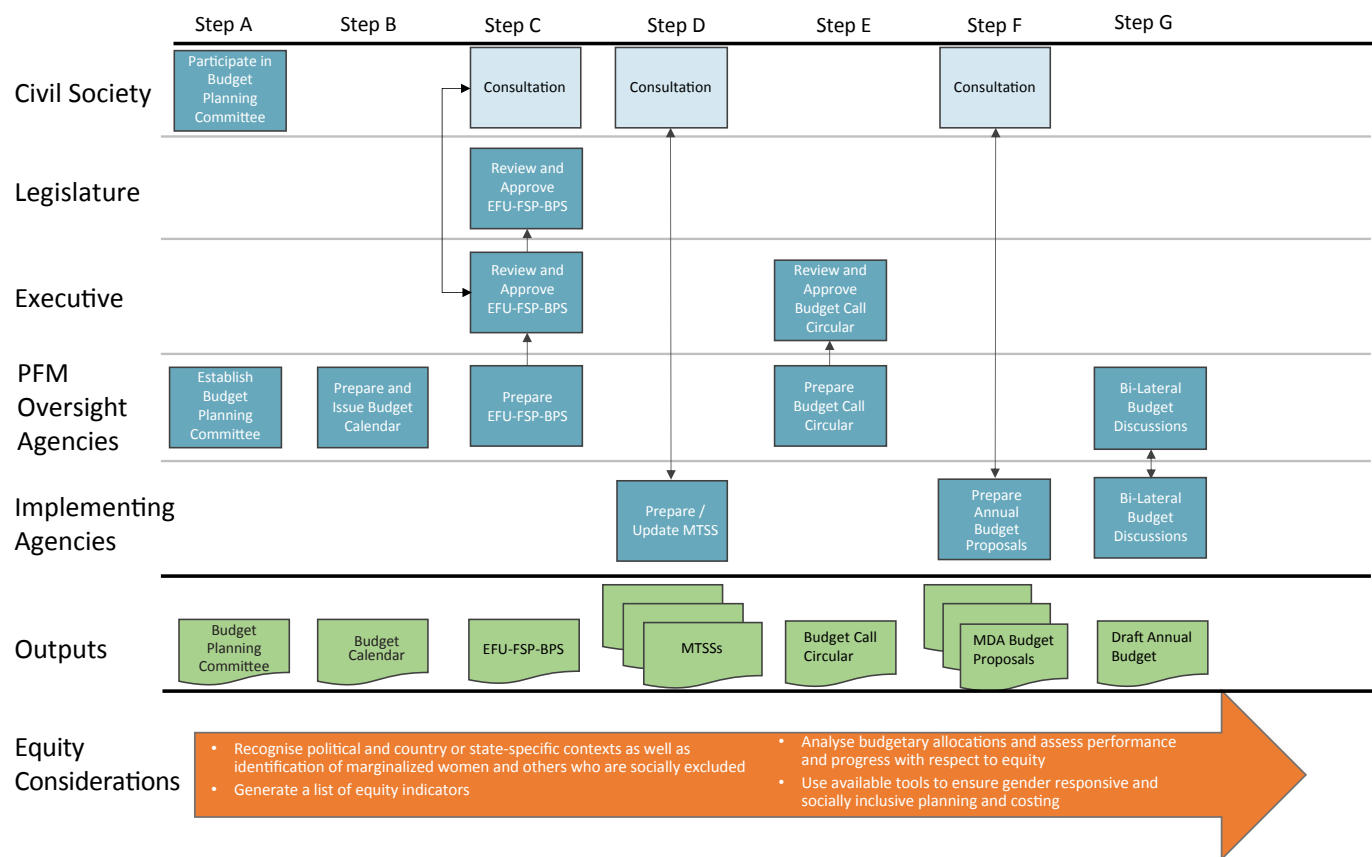 Step A
Step B
Step C
Step D
Step E
Step F
Step G
Civil Society
Participate in
Budget
Planning
Committee
Consultation
Consultation
Consultation
Legislature
Review and
Approve
EFU-FSP-BPS
Executive
Review and
Approve
EFU-FSP-BPS
Review and
Approve
Budget Call
Circular
PFM
Oversight
Agencies
Establish
Budget
Planning
Committee
Prepare and
Issue Budget
Calendar
Prepare
EFU-FSP-BPS
Prepare
Budget Call
Circular
Bi-Lateral
Budget
Discussions
Implementing
Agencies
Prepare /
Update MTSS
Prepare
Annual
Budget
Proposals
Bi-Lateral
Budget
Discussions
Outputs
Budget
Planning
Committee
Budget
Calendar
EFU-FSP-BPS
MTSSs
Budget Call
Circular
MDA Budget
Proposals
Draft Annual
Budget
Equity
Considerations
• Recognise political and country or state-specific contexts as well as
identification of marginalized women and others who are socially excluded
• Generate a list of equity indicators
• Analyse budgetary allocations and assess performance
and progress with respect to equity
• Use available tools to ensure gender responsive and
socially inclusive planning and costing